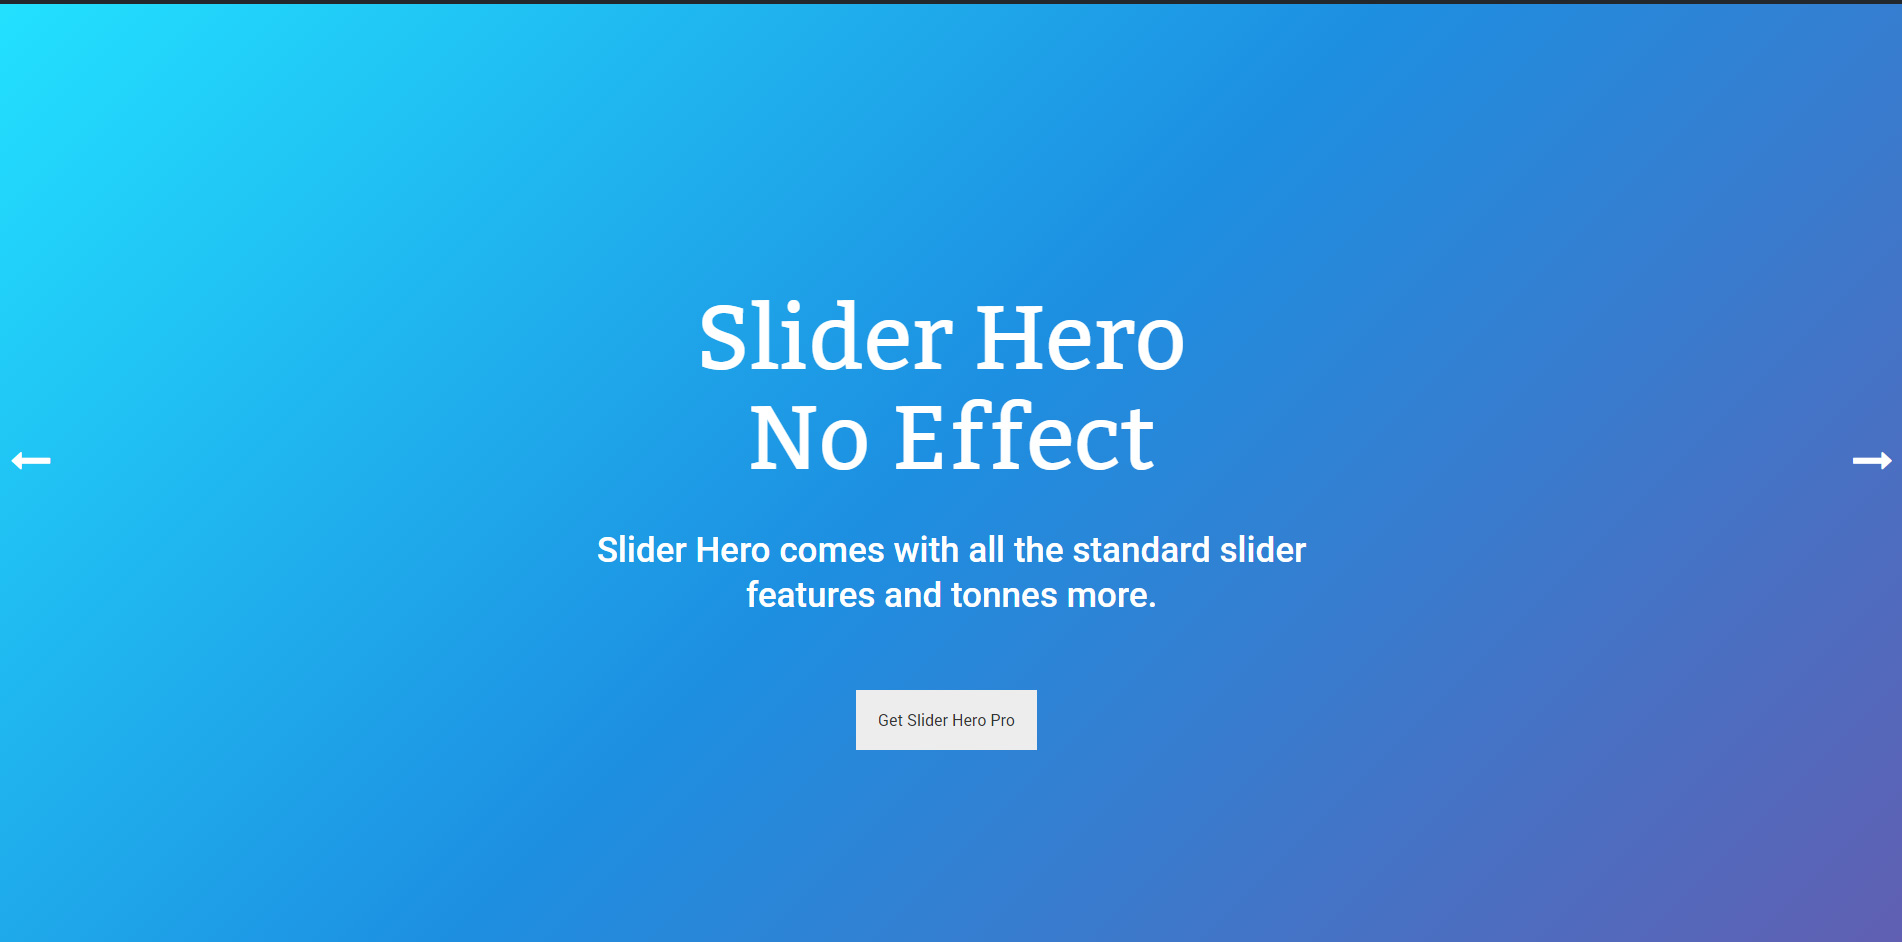 Slider Hero
No Effect
Slider Hero comes with all the standard slider
features and tonnes more.
Get Slider Hero Pro